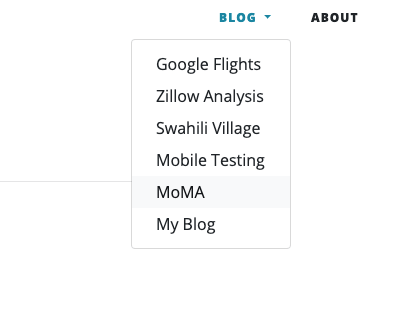 BLOG ABOUT
Google Flights
Zillow Analysis
Swahili Village
Mobile Testing
MoMA
My Blog